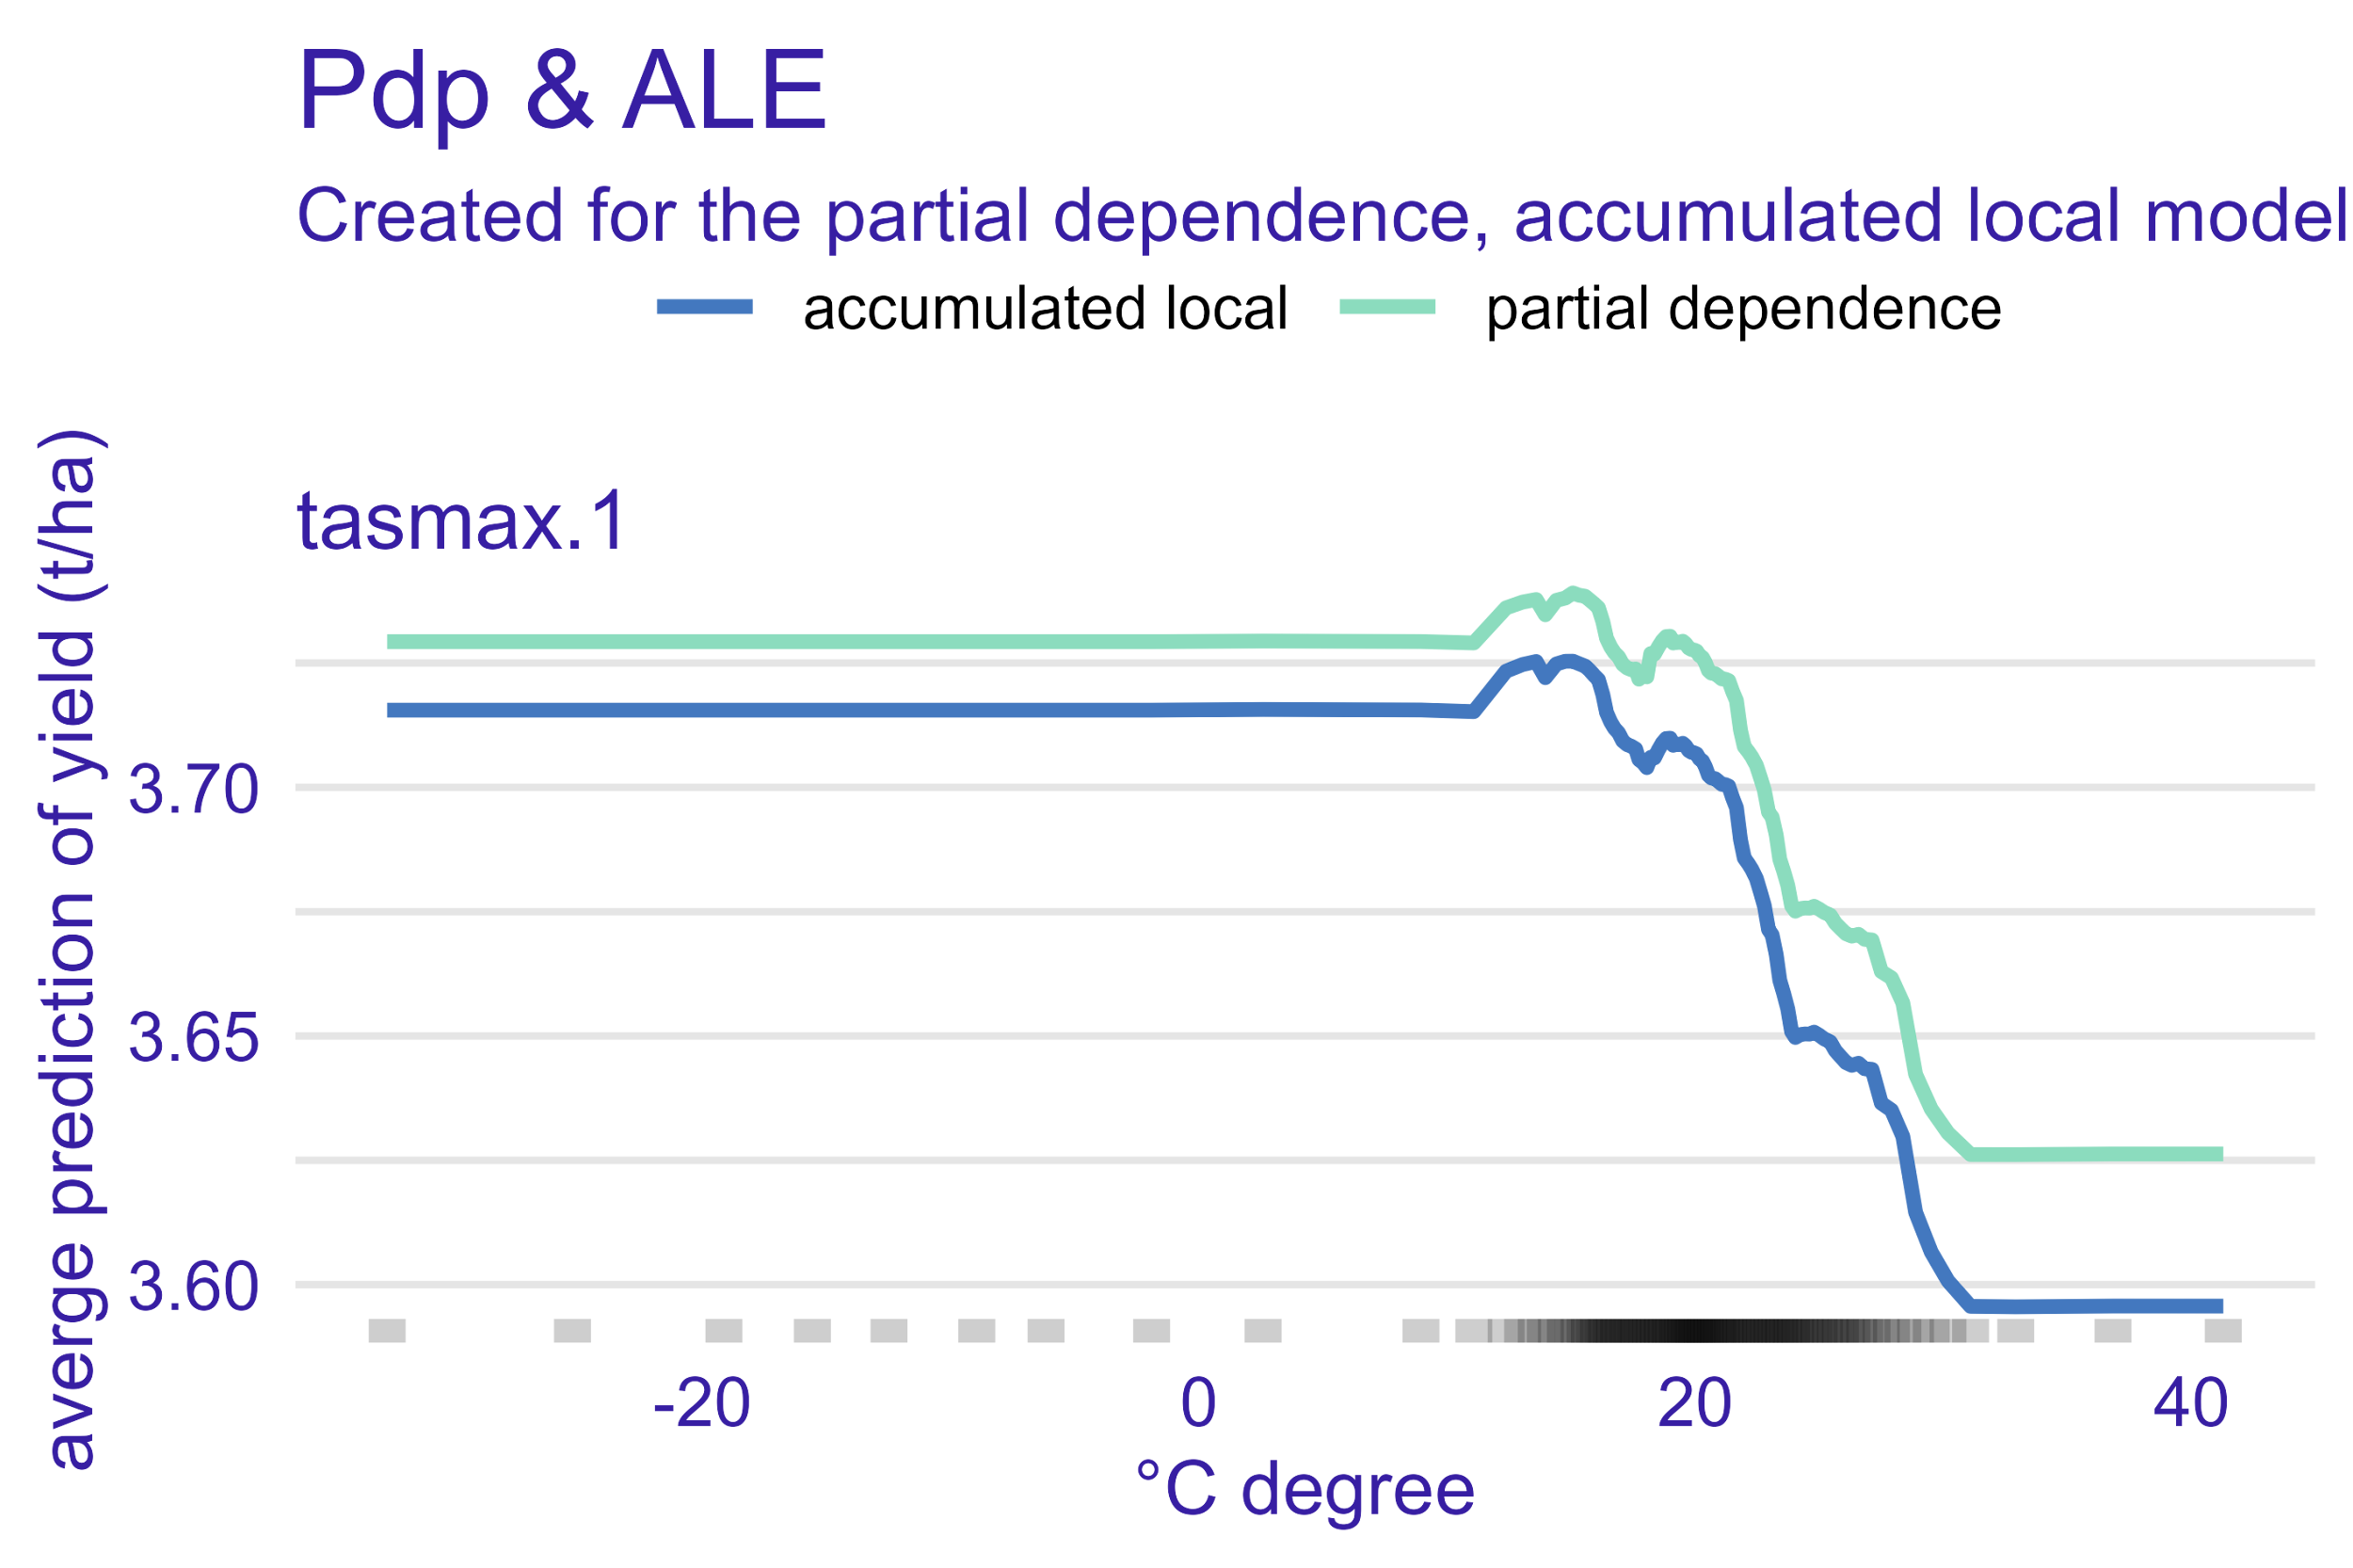 Pdp & ALE
Created for the partial dependence, accumulated local model
accumulated local partial dependence
averge prediction of yield (t/ha)
tasmax.1
3.70
3.65
3.60
-20 0 20 40
°C degree